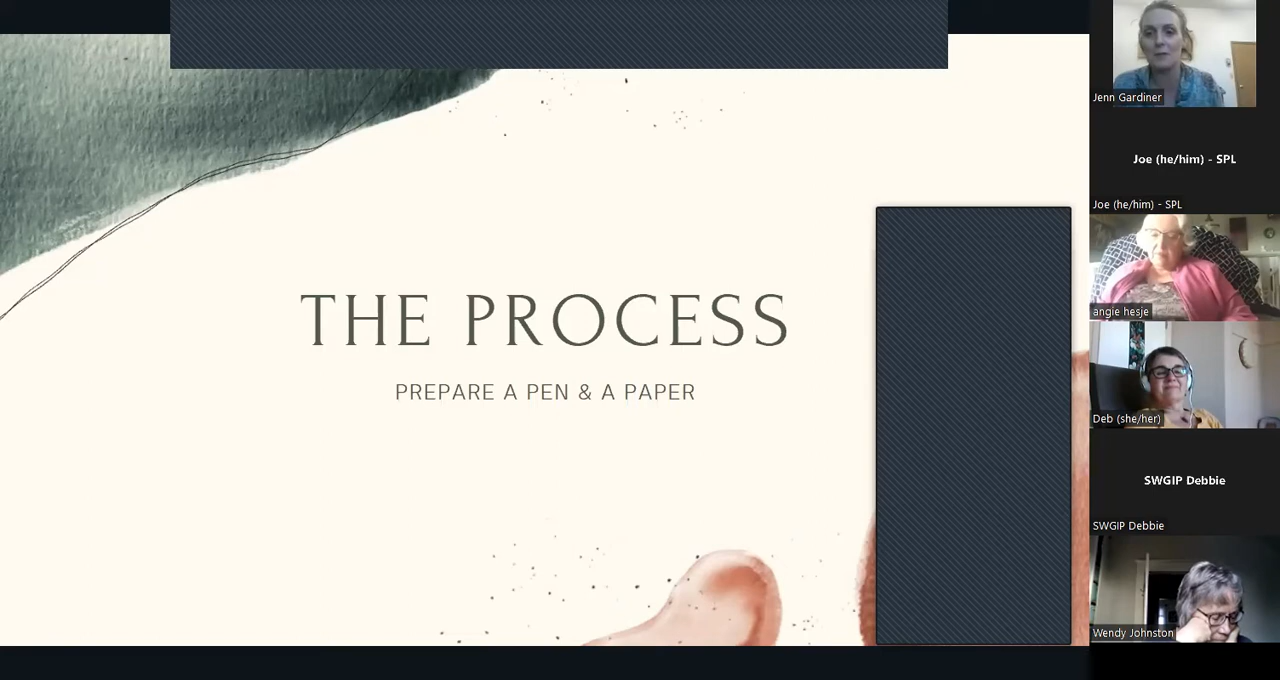 THE PROCESS
PREPARE A PEN & A PAPER
Jenn Gardiner
Joe (he/him) - SPL
Joe (he/him) - SPL
angie hesje
Deb (she/her)
SWGIP Debbie
SWGIP Debbie
Wendy Johnston